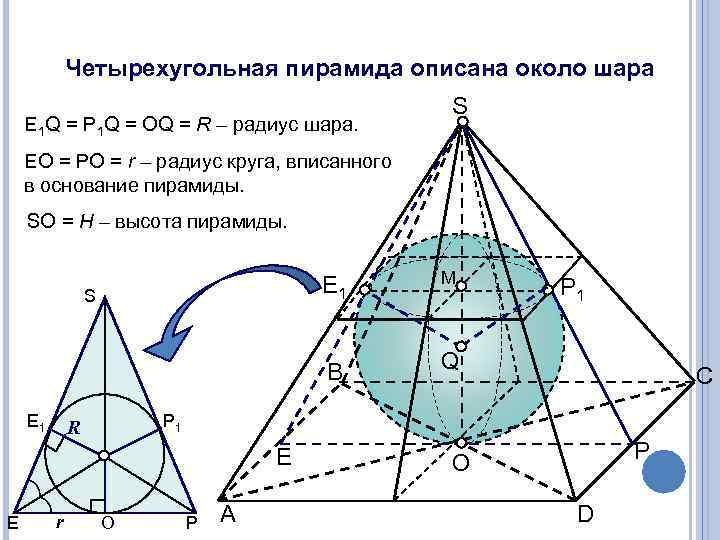 Четырехугольная пирамида описана около шара
E1Q = P1Q = OQ = R – радиус шара.
EO = PO = r – радиус круга, вписанного
в основание пирамиды.
SO = H – высота пирамиды.
S
E1
M
P1
B
Q
C
E
O
P
A
D
S
E1
R
P1
E
r
O
P